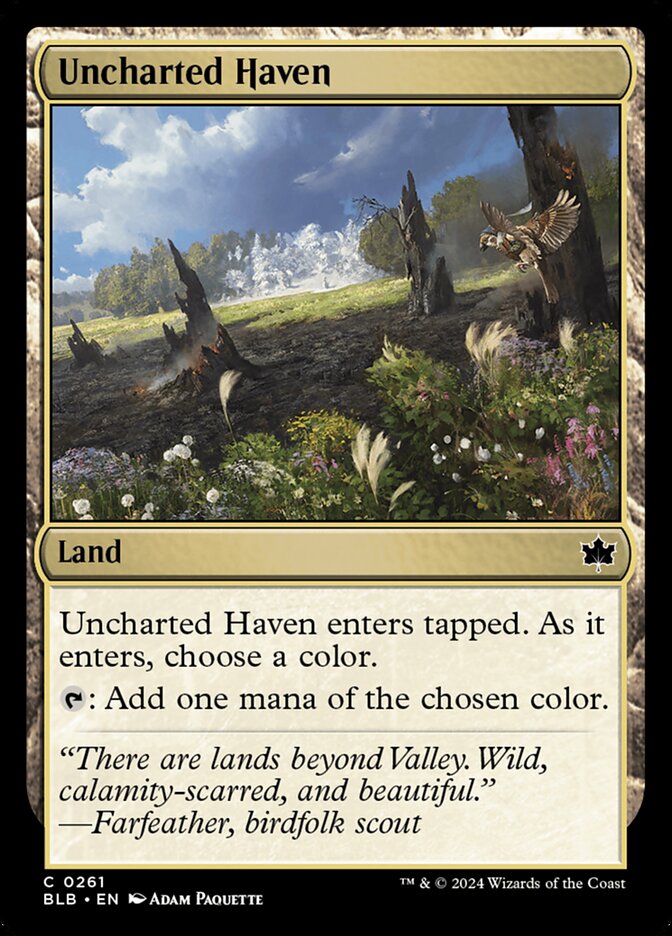 Uncharted Haven
Land
Uncharted Haven enters tapped. As it
enters, choose a color.
: Add one mana of the chosen color.
“There are lands beyond Valley. Wild,
calamity-scarred, and beautiful.”
—Farfeather, birdfolk scout
C 0261
BLB • EN Adam Paquette
™ & © 2024 Wizards of the Coast